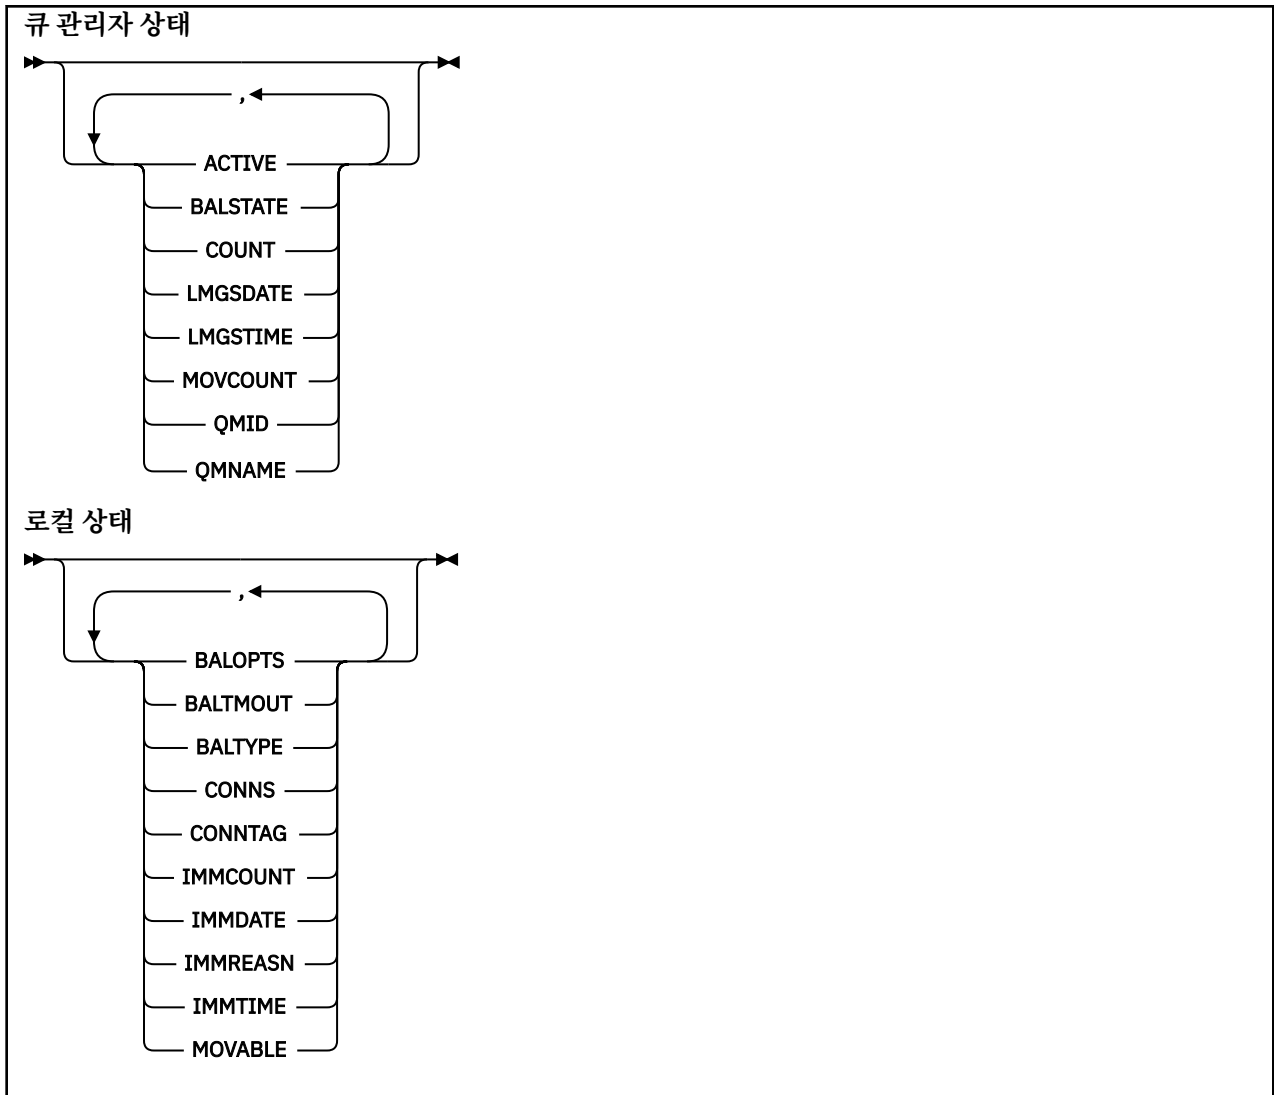 큐 관리자 상태
,
ACTIVE
BALSTATE
COUNT
LMGSDATE
LMGSTIME
MOVCOUNT
QMID
QMNAME
로컬 상태
,
BALOPTS
BALTMOUT
BALTYPE
CONNS
CONNTAG
IMMCOUNT
IMMDATE
IMMREASN
IMMTIME
MOVABLE